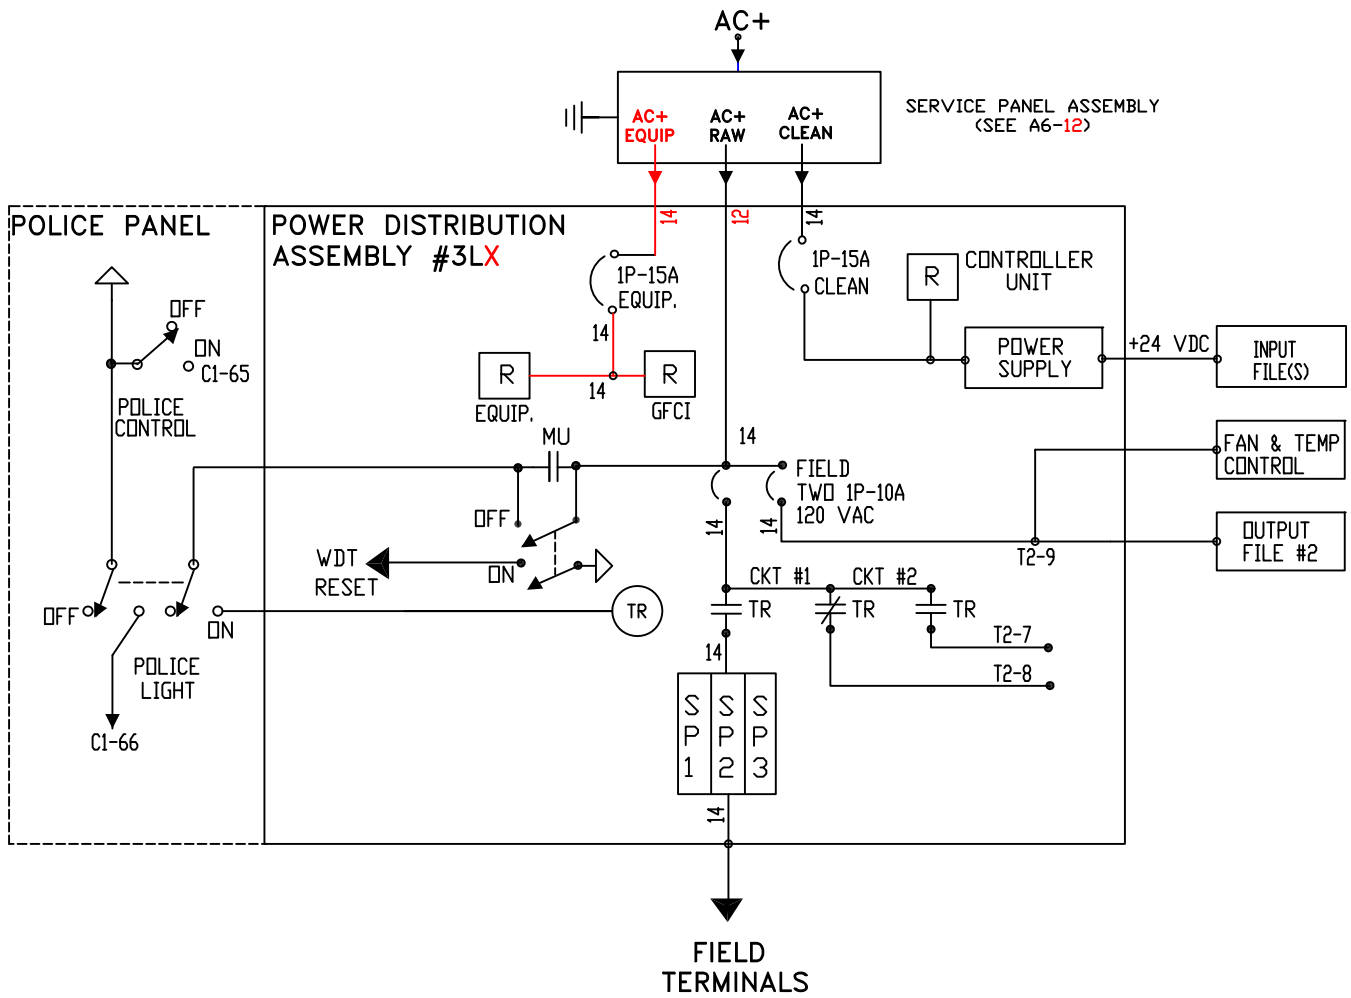 AC+
AC+
EQUIP
AC+
RAW
AC+
CLEAN
SERVICE PANEL ASSEMBLY
(SEE A6-12)
POLICE PANEL
POWER DISTRIBUTION
ASSEMBLY #3LX
14
12
14
1P-15A
EQUIP.
1P-15A
CLEAN
R
CONTROLLER
UNIT
OFF
ON
C1-65
14
POWER
SUPPLY
+24 VDC
INPUT
FILE(S)
R
R
14
EQUIP.
GFCI
POLICE
CONTROL
MU
14
FAN & TEMP
CONTROL
FIELD
TWO 1P-10A
120 VAC
OFF
14
14
OUTPUT
FILE #2
T2-9
WDT
RESET
ON
CKT #1
CKT #2
OFF
ON
TR
TR
TR
TR
T2-7
14
T2-8
POLICE
LIGHT
C1-66
SP1
SP2
SP3
14
FIELD
TERMINALS